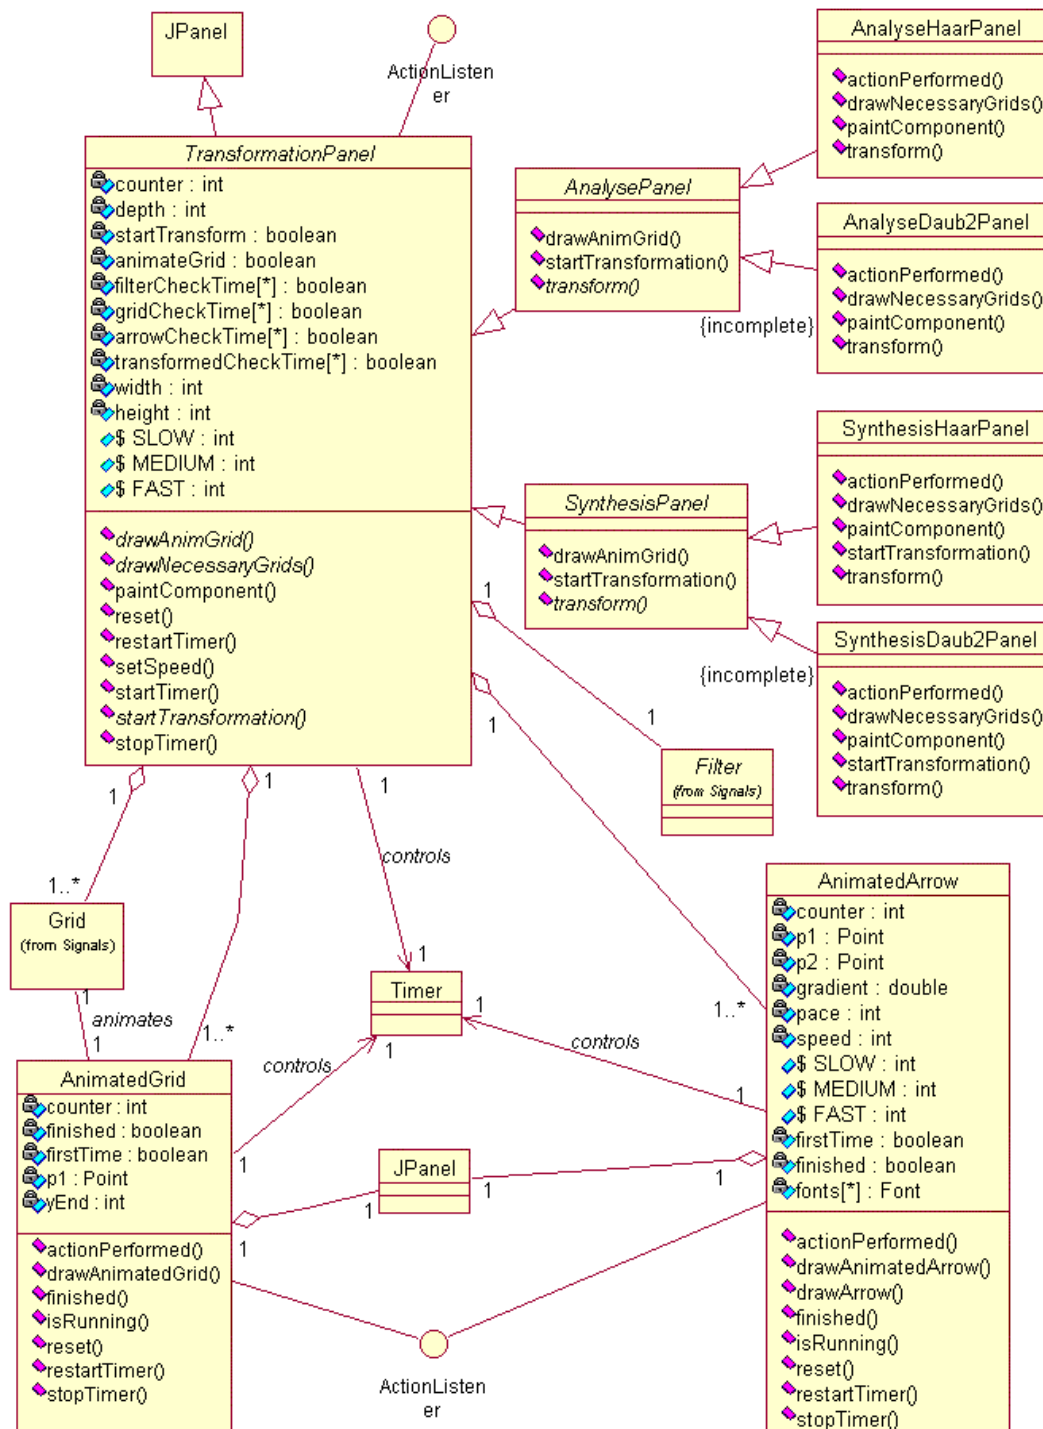 JPanel
ActionListen
er
TransformationPanel
counter : int
depth : int
startTransform : boolean
animateGrid : boolean
filterCheckTime[*] : boolean
gridCheckTime[*] : boolean
arrowCheckTime[*] : boolean
transformedCheckTime[*] : boolean
width : int
height : int
$ SLOW : int
$ MEDIUM : int
$ FAST : int
drawAnimGrid()
drawNecessaryGrids()
paintComponent()
reset()
restartTimer()
setSpeed()
startTimer()
startTransformation()
stopTimer()
AnalysePanel
drawAnimGrid()
startTransformation()
transform()
AnalyseHaarPanel
actionPerformed()
drawNecessaryGrids()
paintComponent()
transform()
AnalyseDaub2Panel
actionPerformed()
drawNecessaryGrids()
paintComponent()
transform()
{incomplete}
SynthesisPanel
drawAnimGrid()
startTransformation()
transform()
SynthesisHaarPanel
actionPerformed()
drawNecessaryGrids()
paintComponent()
startTransformation()
transform()
SynthesisDaub2Panel
actionPerformed()
drawNecessaryGrids()
paintComponent()
startTransformation()
transform()
{incomplete}
1
1
1
1..*
Filter
(from Signals)
1
1..*
1
1..*
1
controls
1
Grid
(from Signals)
1
animates
1
Timer
1
controls
1
1
controls
1
AnimatedGrid
counter : int
finished : boolean
firstTime : boolean
p1 : Point
yEnd : int
actionPerformed()
drawAnimatedGrid()
finished()
isRunning()
reset()
restartTimer()
stopTimer()
JPanel
1
1
1
1
ActionListen
er
AnimatedArrow
counter : int
p1 : Point
p2 : Point
gradient : double
pace : int
speed : int
$ SLOW : int
$ MEDIUM : int
$ FAST : int
firstTime : boolean
finished : boolean
fonts[*] : Font
actionPerformed()
drawAnimatedArrow()
drawArrow()
finished()
isRunning()
reset()
restartTimer()
stopTimer()